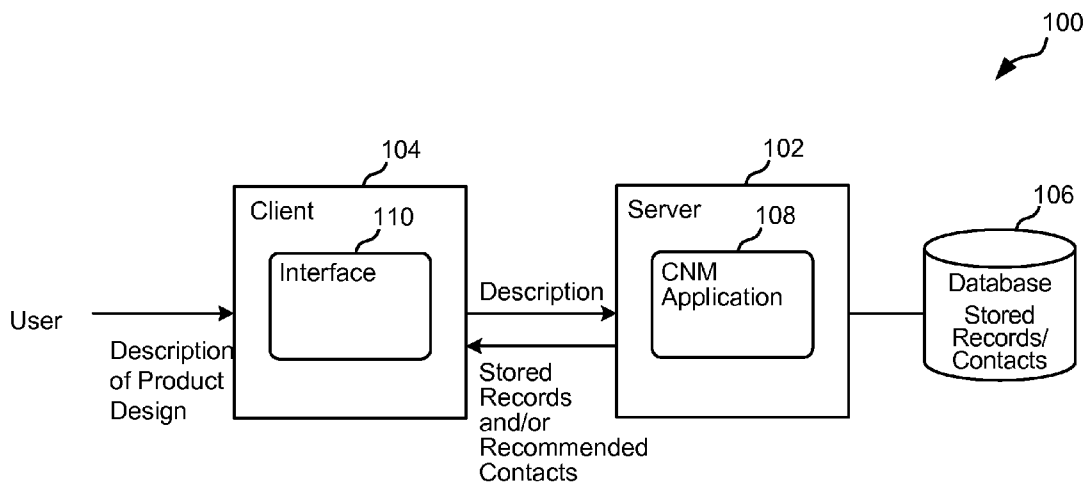 100
104
102
106
Client
110
Interface
Server
108
CNM
Application
Database
Stored
Records/
Contacts
User
Description
of Product
Design
Description
Stored
Records
and/or
Recommended
Contacts